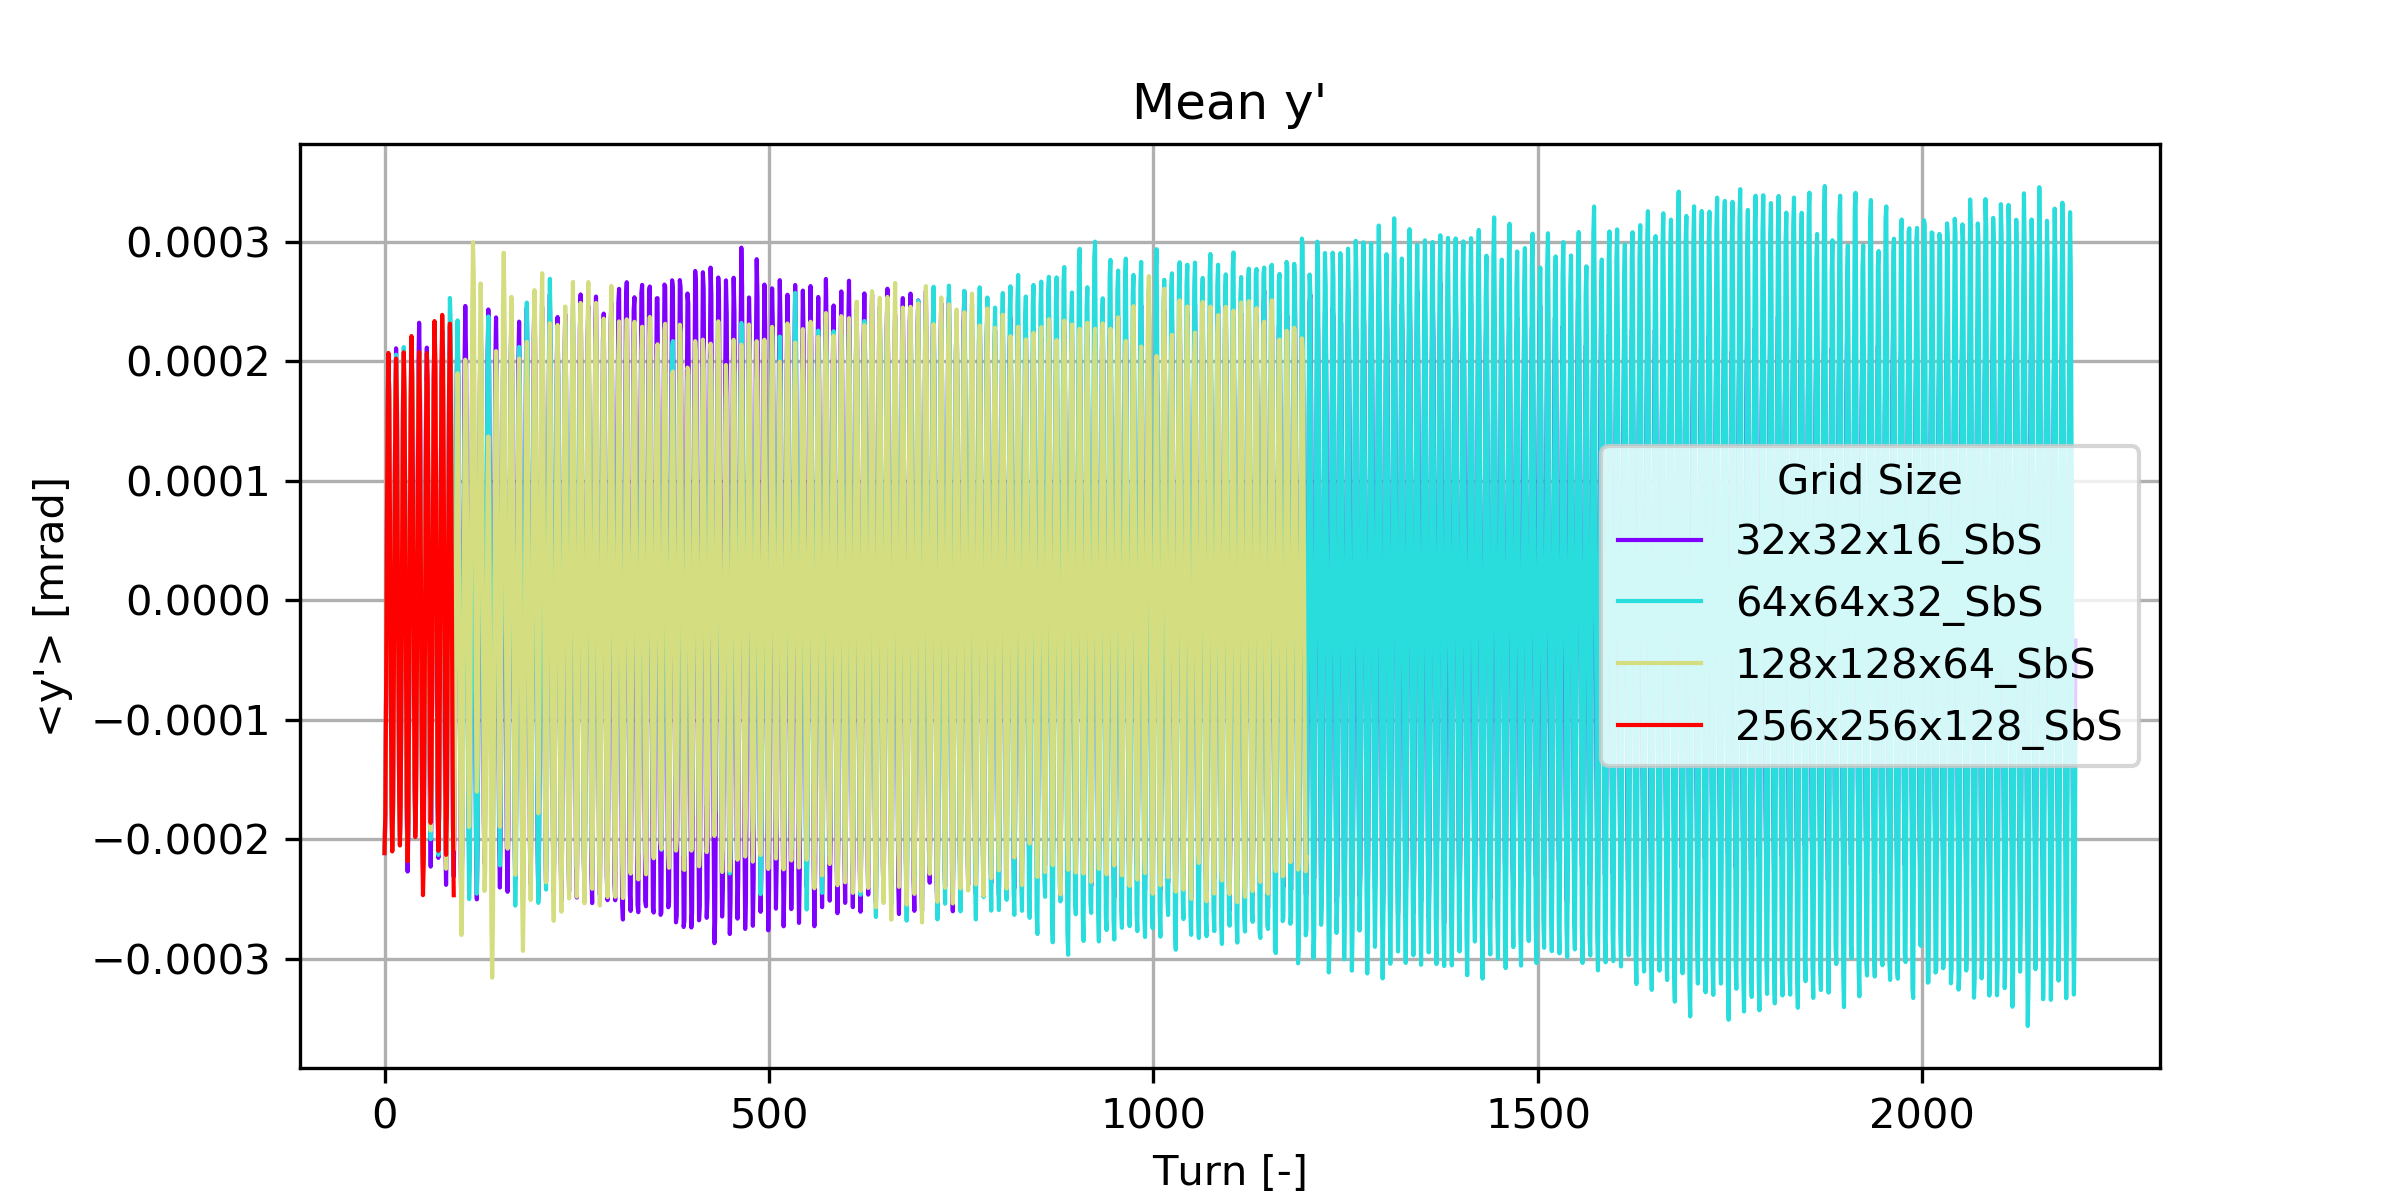 Mean y'
<y'> [mrad]
0.0003
0.0002
0.0001
0.0000
−0.0001
−0.0002
−0.0003
Grid Size
32x32x16_SbS
64x64x32_SbS
128x128x64_SbS
256x256x128_SbS
0 500 1000 1500 2000
Turn [-]